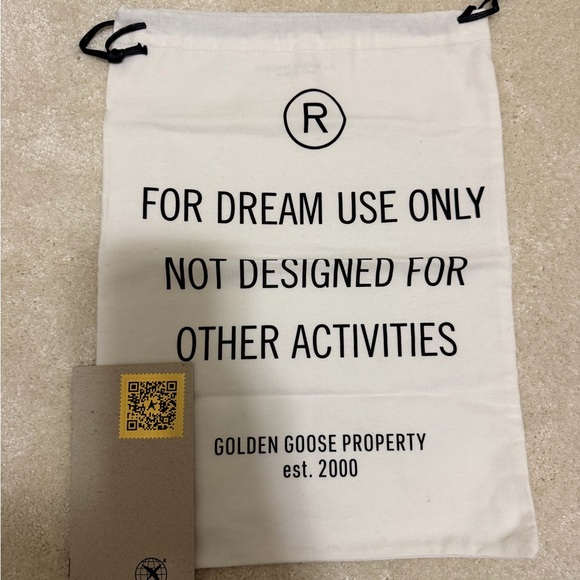 R
FOR DREAM USE ONLY
NOT DESIGNED FOR
OTHER ACTIVITIES
GOLDEN GOOSE PROPERTY
est. 2000